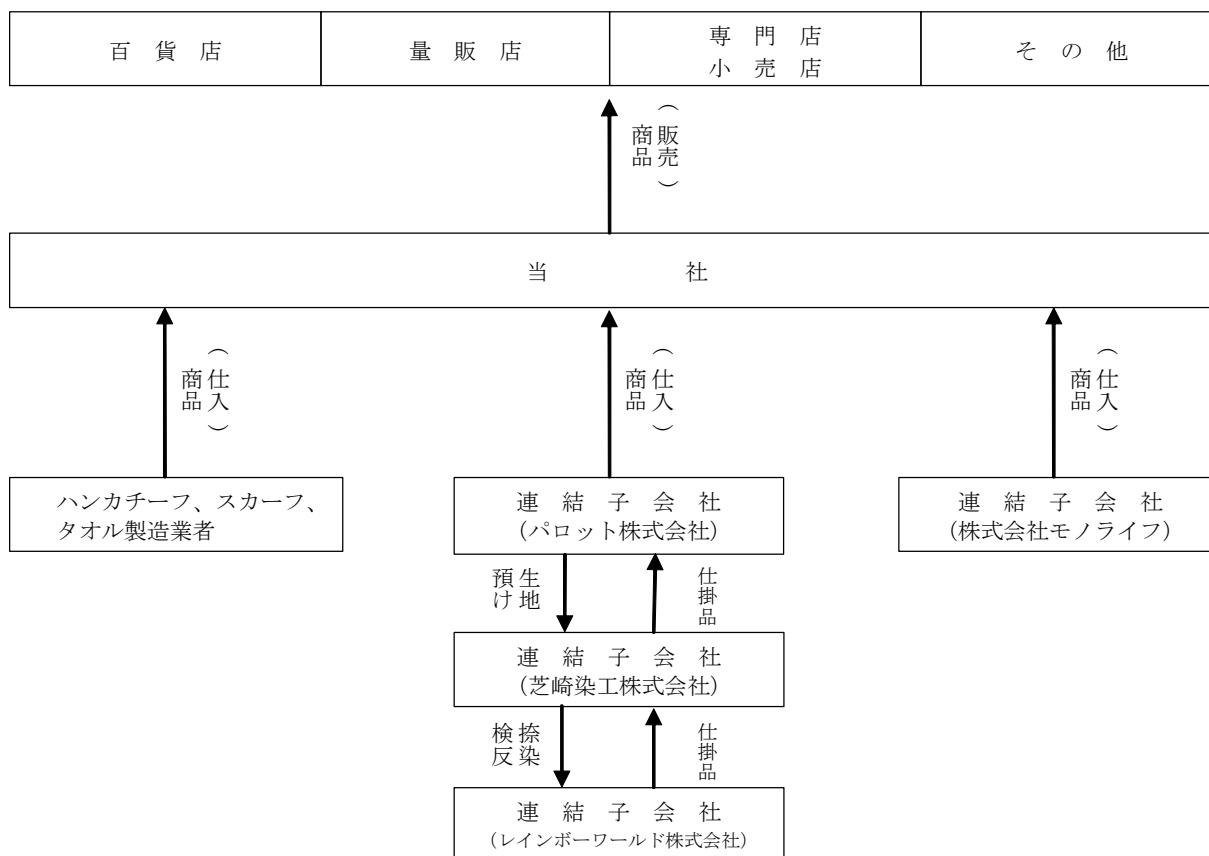 百貨店
量販店
専門店
小売店
その他
商品
（販売）
当社
商品
（仕入）
商品
（仕入）
商品
（仕入）
ハンカチーフ、スカーフ、
タオル製造業者
連結子会社
（パロット株式会社）
連結子会社
（株式会社モノライフ）
生地
預け
仕掛品
連結子会社
（芝崎染工株式会社）
捺染
検反
仕掛品
連結子会社
（レインボーワールド株式会社）